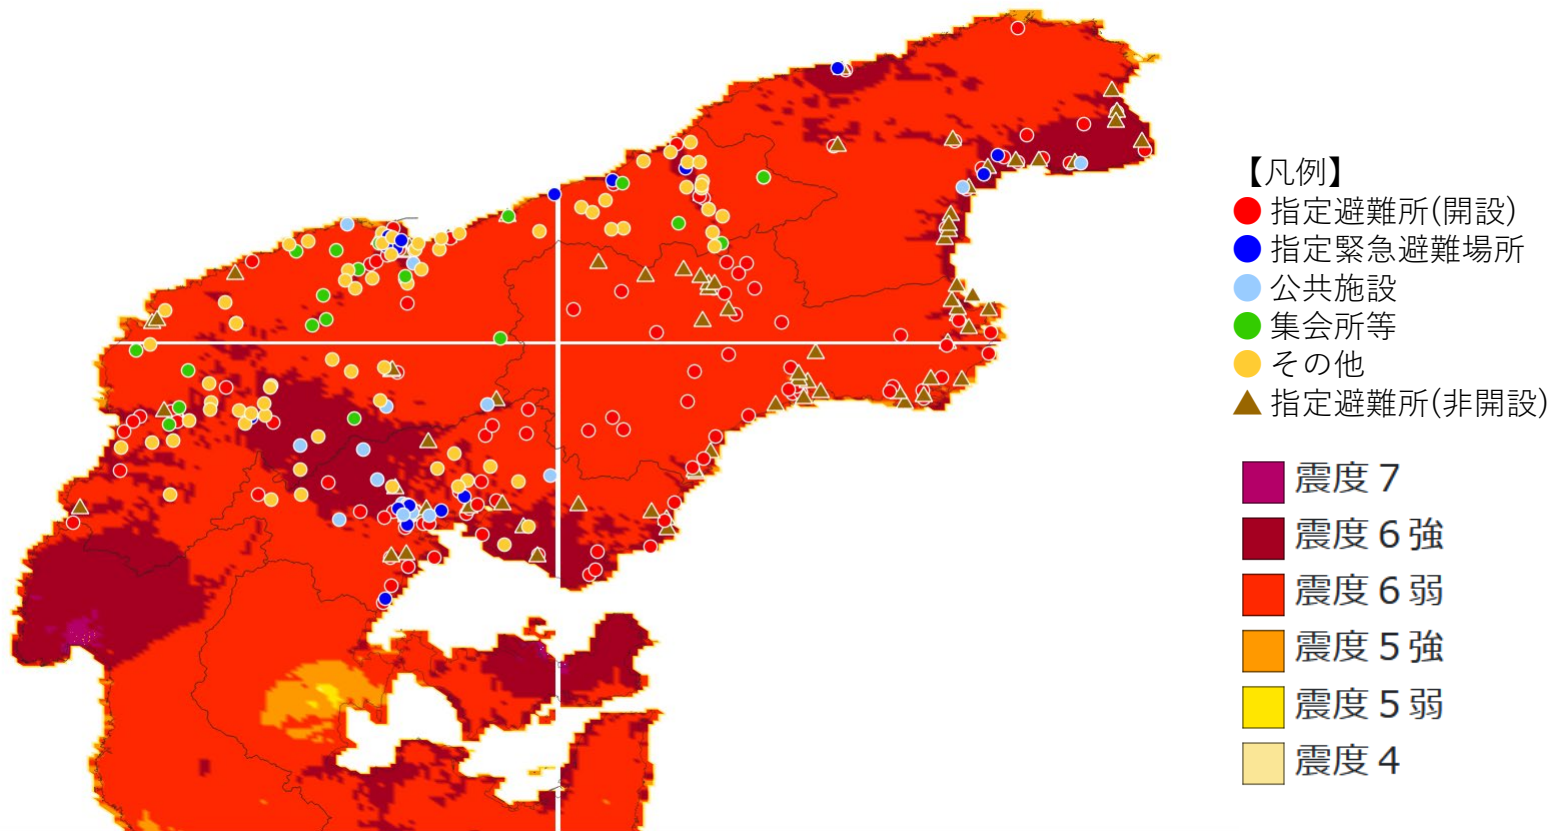 【凡例】
指定避難所(開設)
指定緊急避難場所
公共施設
集会所等
その他
指定避難所(非開設)
震度７
震度６強
震度６弱
震度５強
震度５弱
震度４